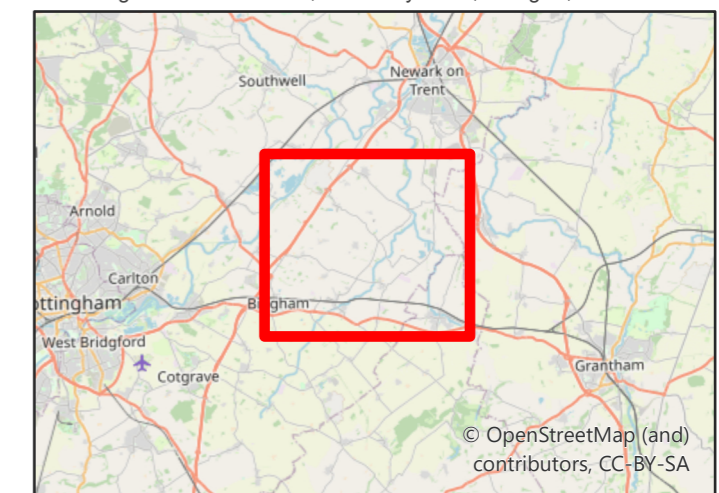 Southwell
Newark on
Trent
Arnold
Carlton
ottingham
Bingham
West Bridgford
Cotgrave
Grantham
© OpenStreetMap (and)
contributors, CC-BY-SA